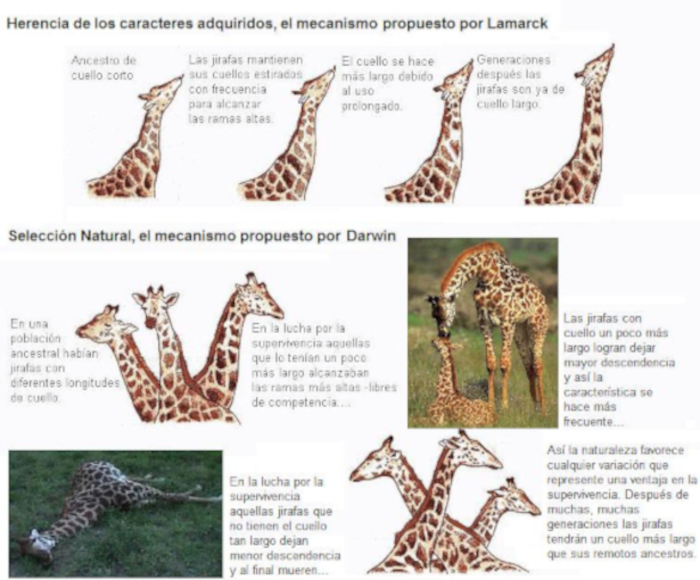 Herencia de los caracteres adquiridos, el mecanismo propuesto por Lamarck
Ancestro de
cuello corto
Las jirafas mantienen
sus cuellos estirados
con frecuencia
para alcanzar
las ramas altas.
El cuello se hace
más largo debido
al uso
prolongado.
Generaciones
después las
jirafas son ya de
cuello largo.
Selección Natural, el mecanismo propuesto por Darwin
En una
población
ancestral habían
jirafas con
diferentes longitudes
de cuello.
En la lucha por la
supervivencia aquellas
que lo tenían un poco
más largo alcanzaban
las ramas más altas -libres
de competencia....
Las jirafas con
cuello un poco más
largo logran dejar
mayor descendencia
y así la
característica se
hace más
frecuente...
En la lucha por la
supervivencia
aquellas jirafas que
no tienen el cuello
tan largo dejan
menor descendencia
y al final mueren...
Así la naturaleza favorece
cualquier variación que
represente una ventaja en la
supervivencia. Después de
muchas, muchas
generaciones las jirafas
tendrán un cuello más largo
que sus remotos ancestros.